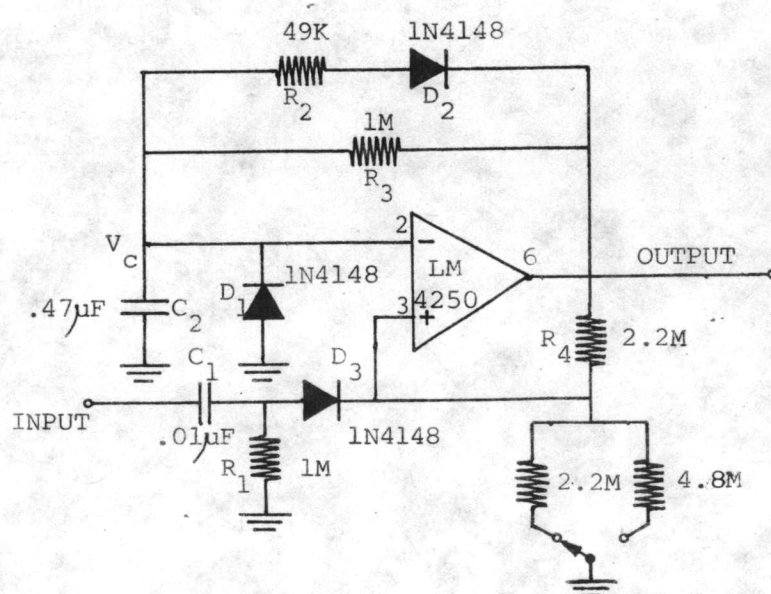 49K 1N4148
R2 D2
1M
R3
Vc
2
6
OUTPUT
1N4148
LM
4250
.47µF
C2
D1
3
R4
2.2M
C1
D3
INPUT
.01µF
1N4148
R1
1M
2.2M
4.8M